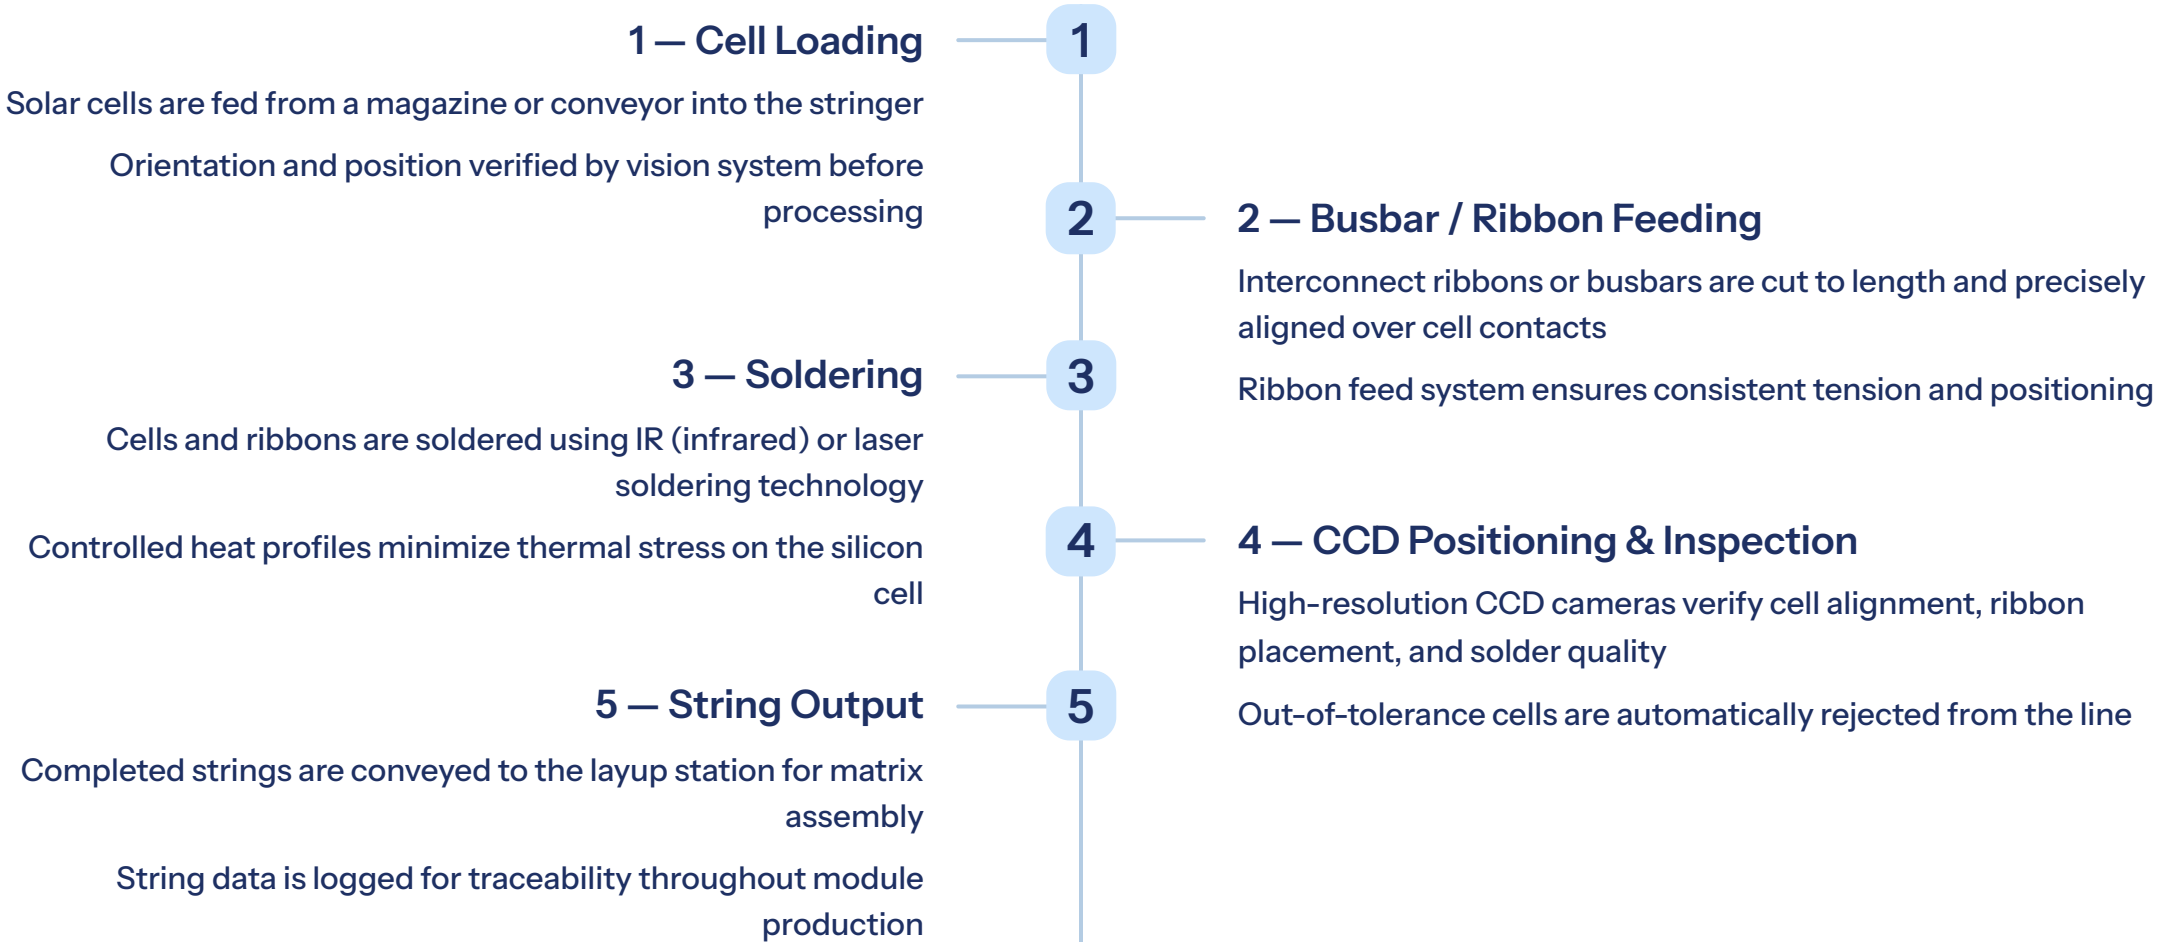 1 — Cell Loading
1
Solar cells are fed from a magazine or conveyor into the stringer
Orientation and position verified by vision system before
processing
2
2 — Busbar / Ribbon Feeding
Interconnect ribbons or busbars are cut to length and precisely
aligned over cell contacts
Ribbon feed system ensures consistent tension and positioning
3 — Soldering
3
Cells and ribbons are soldered using IR (infrared) or laser
soldering technology
Controlled heat profiles minimize thermal stress on the silicon
cell
4
4 — CCD Positioning & Inspection
High-resolution CCD cameras verify cell alignment, ribbon
placement, and solder quality
Out-of-tolerance cells are automatically rejected from the line
5 — String Output
5
Completed strings are conveyed to the layup station for matrix
assembly
String data is logged for traceability throughout module
production